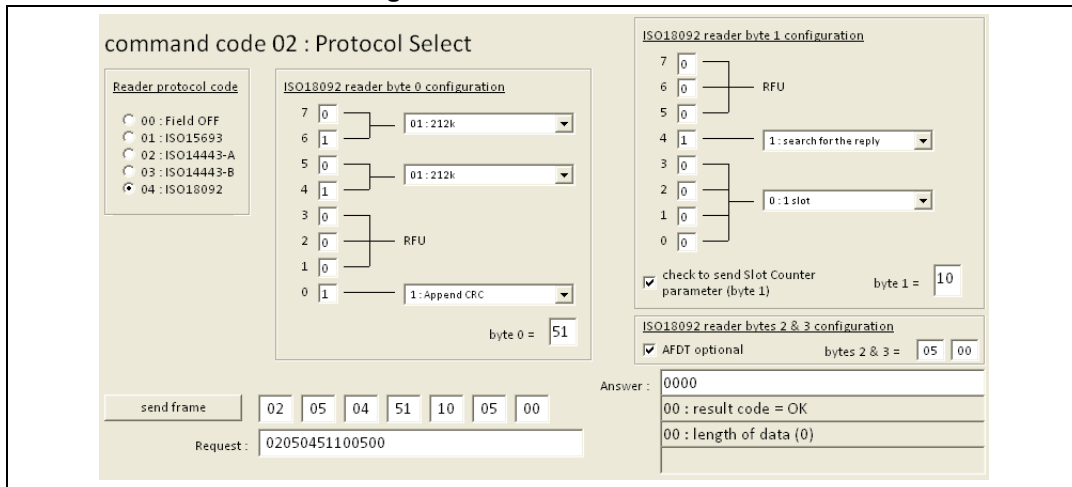 command code 02 : Protocol Select
Reader protocol code
00 : Field OFF
01 : ISO15693
02 : ISO14443-A
03 : ISO14443-B
04 : ISO18092
ISO18092 reader byte 0 configuration
7 0
01 : 212k
6 1
5 0
01 : 212k
4 1
3 0
2 0 RFU
1 0
0 1 1 : Append CRC
byte 0 = 51
ISO18092 reader byte 1 configuration
7 0
6 0 RFU
5 0
4 1 1 : search for the reply
3 0
2 0
0 : 1 slot
1 0
0 0
check to send Slot Counter
parameter (byte 1)
byte 1 = 10
ISO18092 reader bytes 2 & 3 configuration
AFDT optional bytes 2 & 3 = 05 00
send frame 02 05 04 51 10 05 00
Request : 02050451100500
Answer : 0000
00 : result code = OK
00 : length of data (0)